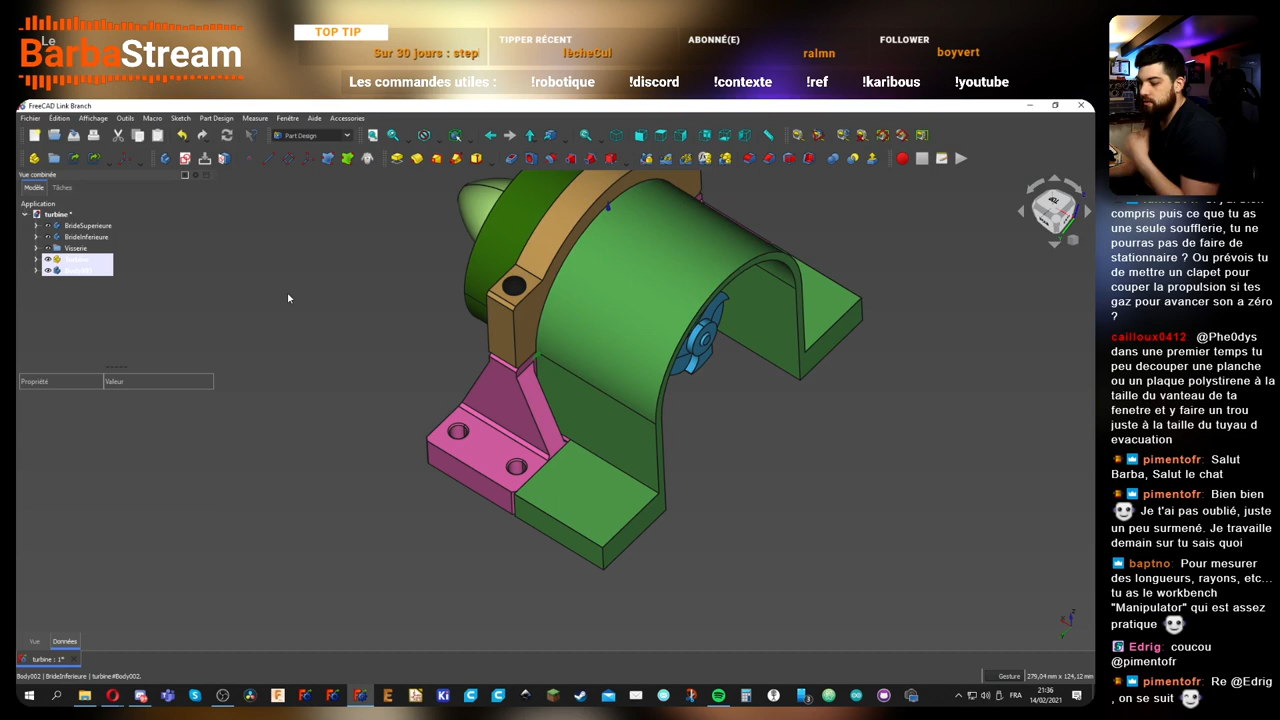 Le
BarbaStream
TOP TIP
Sur 30 jours : step
TIPPER RÉCENT
lècheCul
ABONNÉ(E)
ralmn
FOLLOWER
boyvert
Les commandes utiles : !robotique !discord !contexte !ref !karibous !youtube
FreeCAD Link Branch
Fichier Édition Affichage Outils Macro Sketch Part Design Measure Fenêtre Aide Accessories
Part Design
Vue combinée
Modèle Tâches
Application
turbine *
BrideSuperieure
BrideInferieure
Visserie
Propriété Valeur
Vue Données
turbine : 1*
Body002 | BrideInferieure | turbine#Body002.
Gesture 279,04 mm x 124,12 mm
FRA
21:36
14/02/2021
compris puis ce que tu as
une seule soufflerie, tu ne
pourras pas de faire de
stationnaire ? Ou prévois tu
de mettre un clapet pour
couper la propulsion si tes
gaz pour avancer son a zéro
?
cailloux0412 @Phe0dys
dans une premier temps tu
peu decouper une planche
ou un plaque polystirene à la
taille du vanteau de ta
fenetre et y faire un trou
juste à la taille du tuyau d
evacuation
pimentofr: Salut
Barba, Salut le chat
pimentofr: Bien bien
Je t'ai pas oublié, juste
un peu surmené. Je travaille
demain sur tu sais quoi
baptno: Pour mesurer
des longueurs, rayons, etc...
tu as le workbench
"Manipulator" qui est assez
pratique
Edrig: coucou
@pimentofr
pimentofr: Re @Edrig
, on se suit